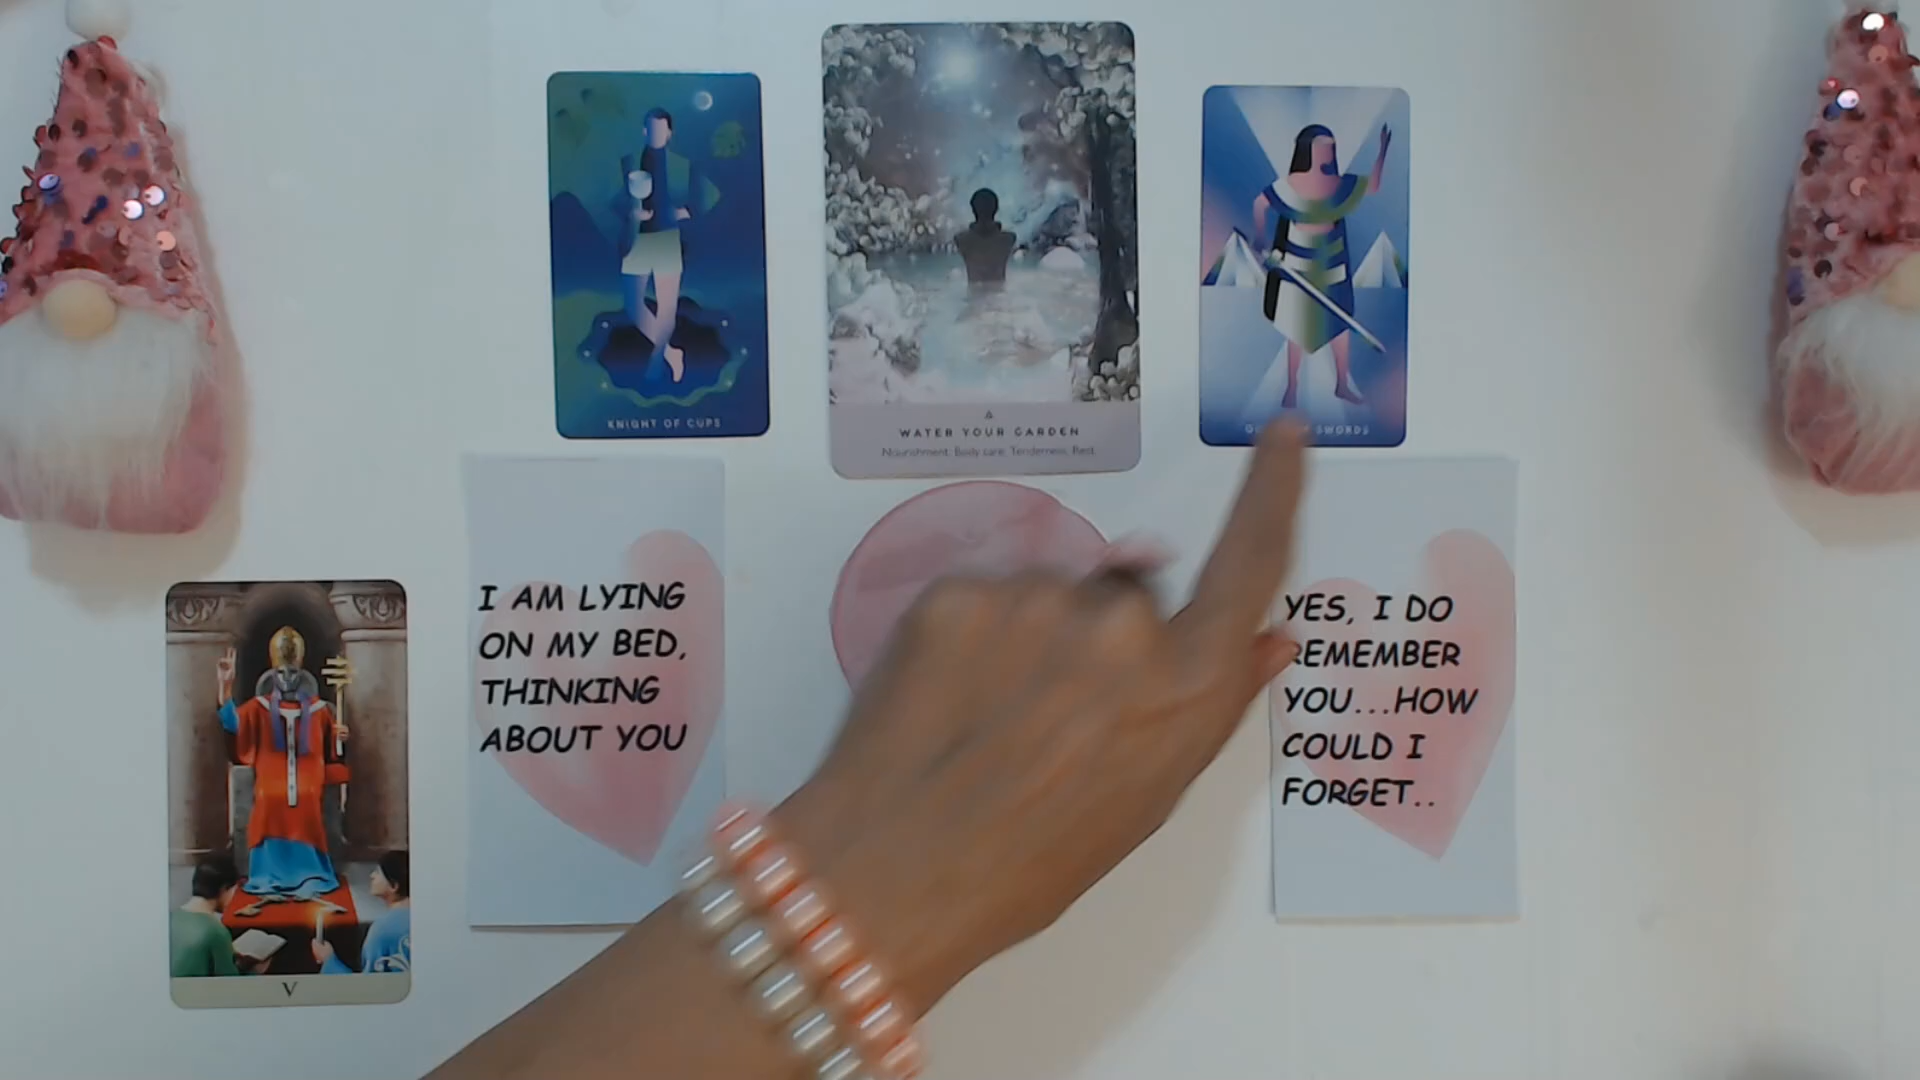 KNIGHT OF CUPS
WATER YOUR GARDEN
Nourishment. Body care. Tenderness. Rest.
SWORDS
I AM LYING
ON MY BED,
THINKING
ABOUT YOU
YES, I DO
REMEMBER
YOU...HOW
COULD I
FORGET..
V